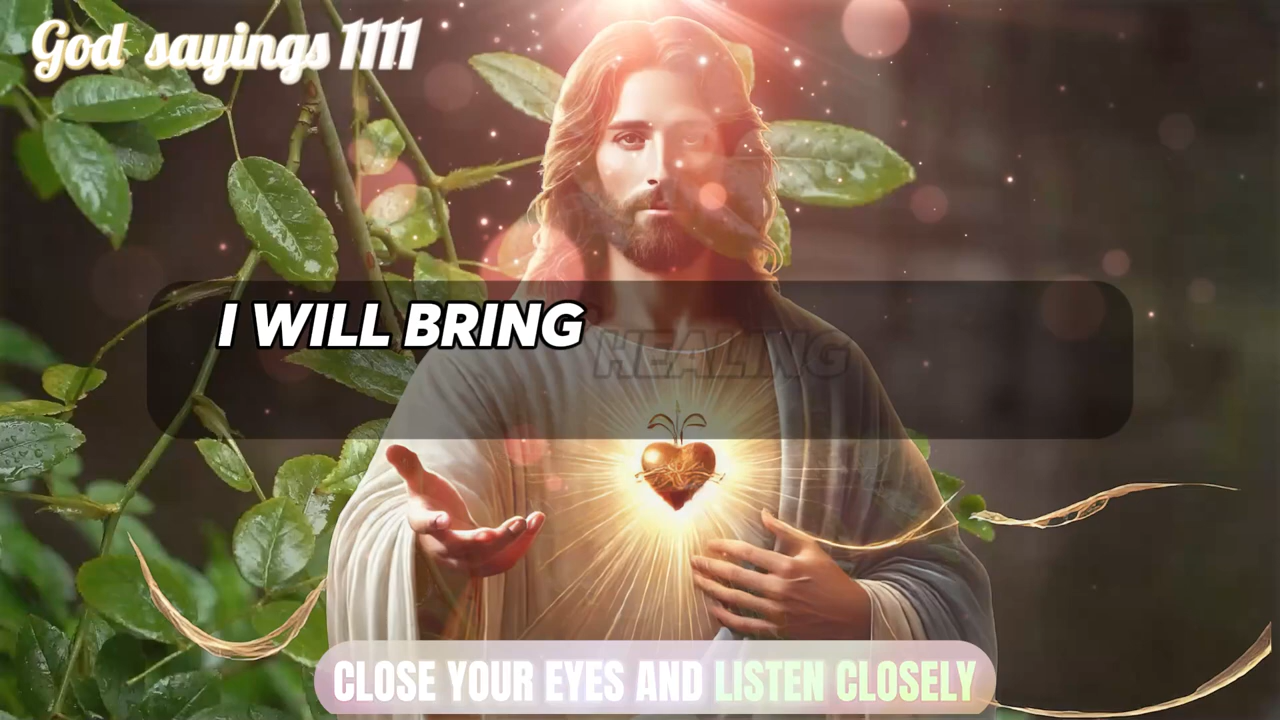 God sayings 1111
I WILL BRING
HEALING
CLOSE YOUR EYES AND LISTEN CLOSELY